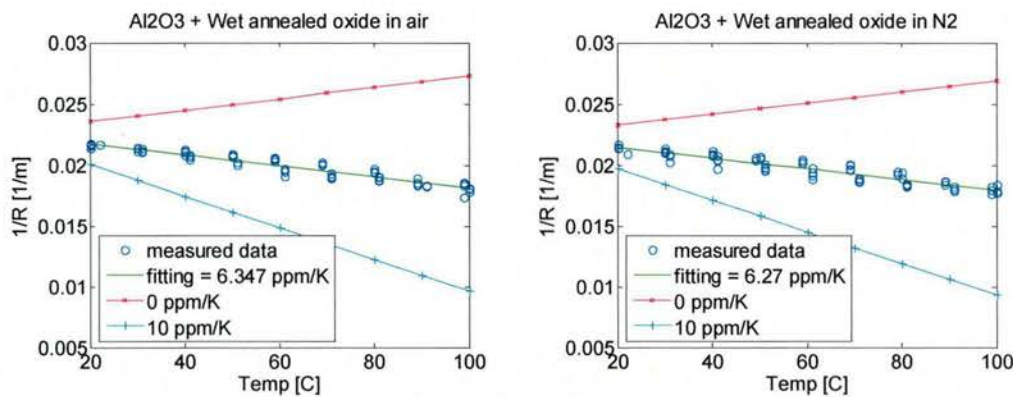 Al2O3 + Wet annealed oxide in air
0.03
0.025
0.02
0.015
0.01
0.005
1/R [1/m]
measured data
fitting = 6.347 ppm/K
0 ppm/K
10 ppm/K
20 40 60 80 100
Temp [C]
Al2O3 + Wet annealed oxide in N2
0.03
0.025
0.02
0.015
0.01
0.005
1/R [1/m]
measured data
fitting = 6.27 ppm/K
0 ppm/K
10 ppm/K
20 40 60 80 100
Temp [C]